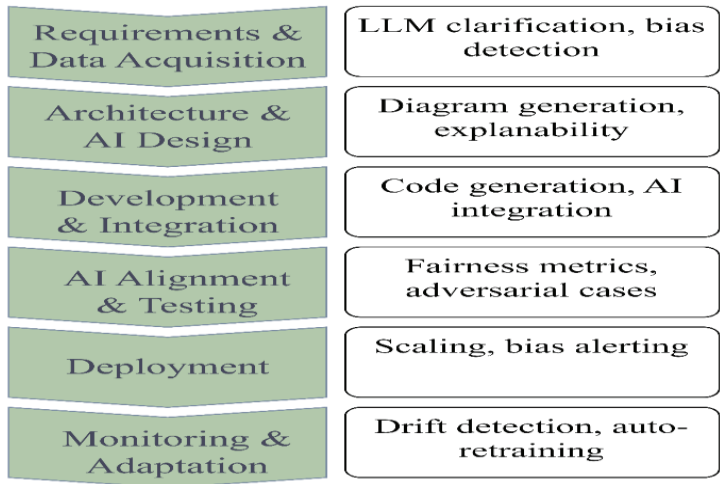 Requirements &
Data Acquisition
LLM clarification, bias
detection
Architecture &
AI Design
Diagram generation,
explanability
Development
& Integration
Code generation, AI
integration
AI Alignment
& Testing
Fairness metrics,
adversarial cases
Deployment
Scaling, bias alerting
Monitoring &
Adaptation
Drift detection, auto-
retraining